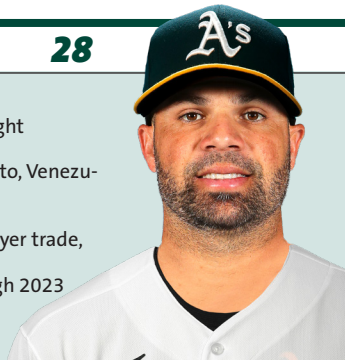 28
A's
ght
to, Venezu-
yer trade,
gh 2023